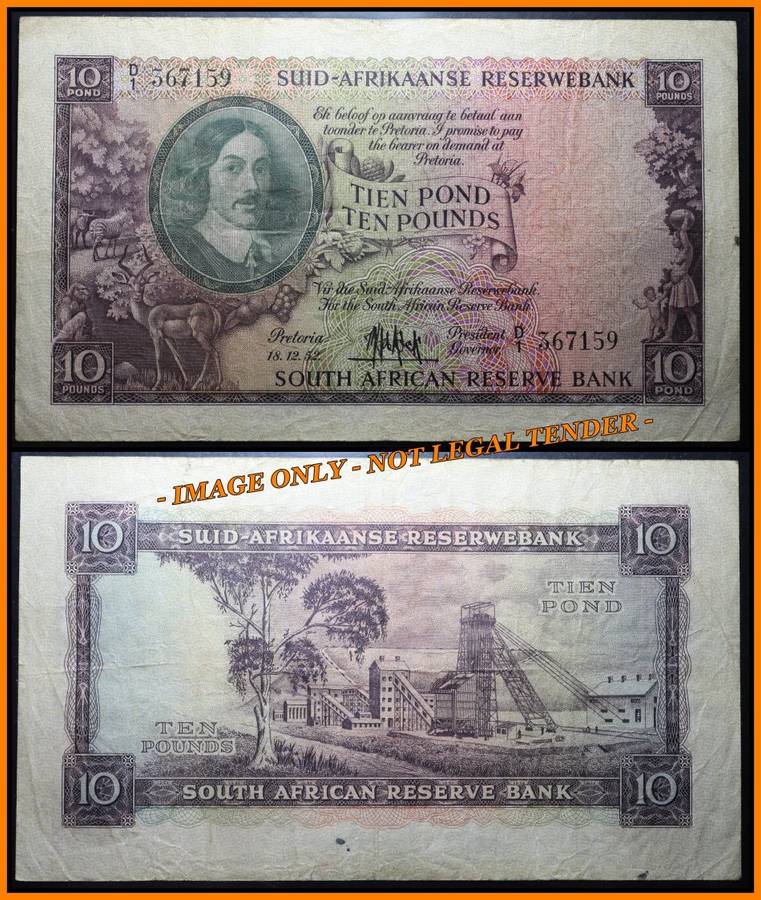 10
POND
D/1 367159
SUID-AFRIKAANSE RESERWEBANK
10
POUNDS
Ek beloof op aanvraag te betaal aan
toonder te Pretoria. I promise to pay
the bearer on demand at
Pretoria.
TIEN POND
TEN POUNDS
Vir die Suid-Afrikaanse Reserwebank.
For the South African Reserve Bank
Pretoria
18.12.52.
President
Governor
D/1 367159
10
POUNDS
SOUTH AFRICAN RESERVE BANK
10
POND
- IMAGE ONLY - NOT LEGAL TENDER -
10
SUID-AFRIKAANSE RESERWEBANK
10
TIEN
POND
TEN
POUNDS
10
SOUTH AFRICAN RESERVE BANK
10